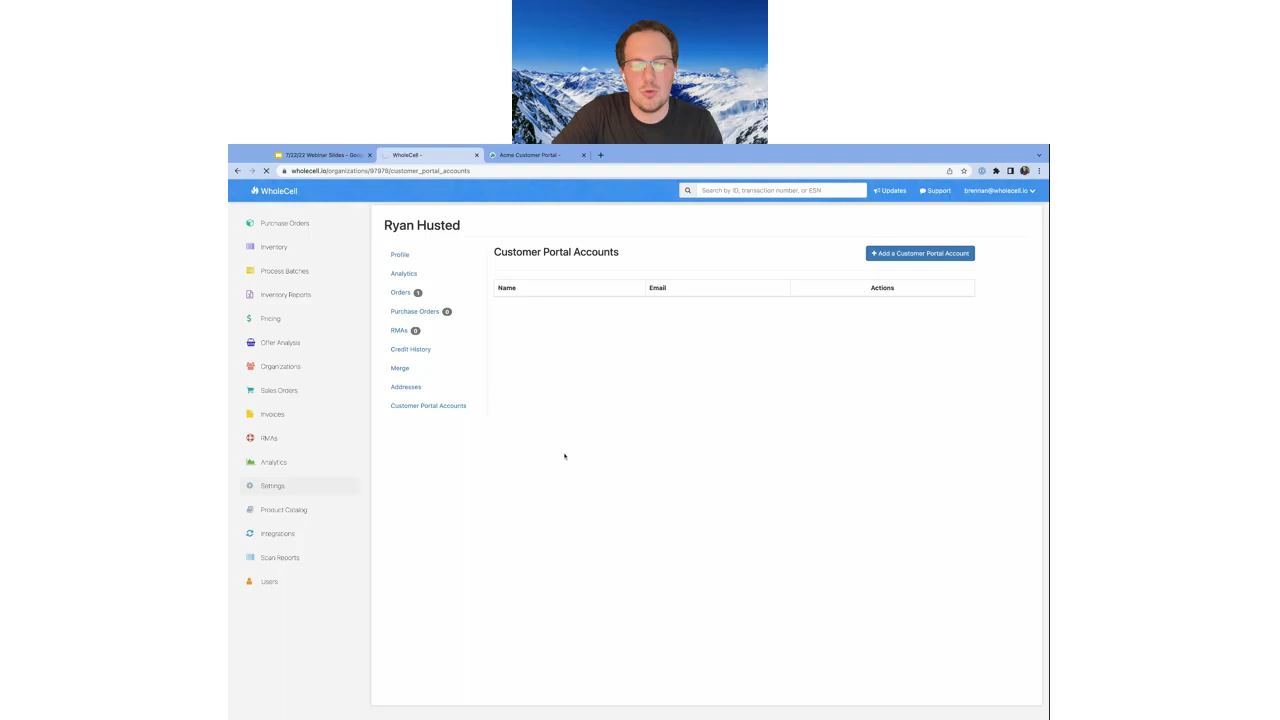 7/22/22 Webinar Slides - Goo
WholeCell -
Acme Customer Portal -
wholecell.io/organizations/97978/customer_portal_accounts
WholeCell
Search by ID, transaction number, or ESN
Updates
Support
brennan@wholecell.io
Purchase Orders
Inventory
Process Batches
Inventory Reports
Pricing
Offer Analysis
Organizations
Sales Orders
Invoices
RMAs
Analytics
Settings
Product Catalog
Integrations
Scan Reports
Users
Ryan Husted
Profile
Analytics
Orders 1
Purchase Orders 0
RMAs 0
Credit History
Merge
Addresses
Customer Portal Accounts
Customer Portal Accounts
+ Add a Customer Portal Account
Name Email Actions